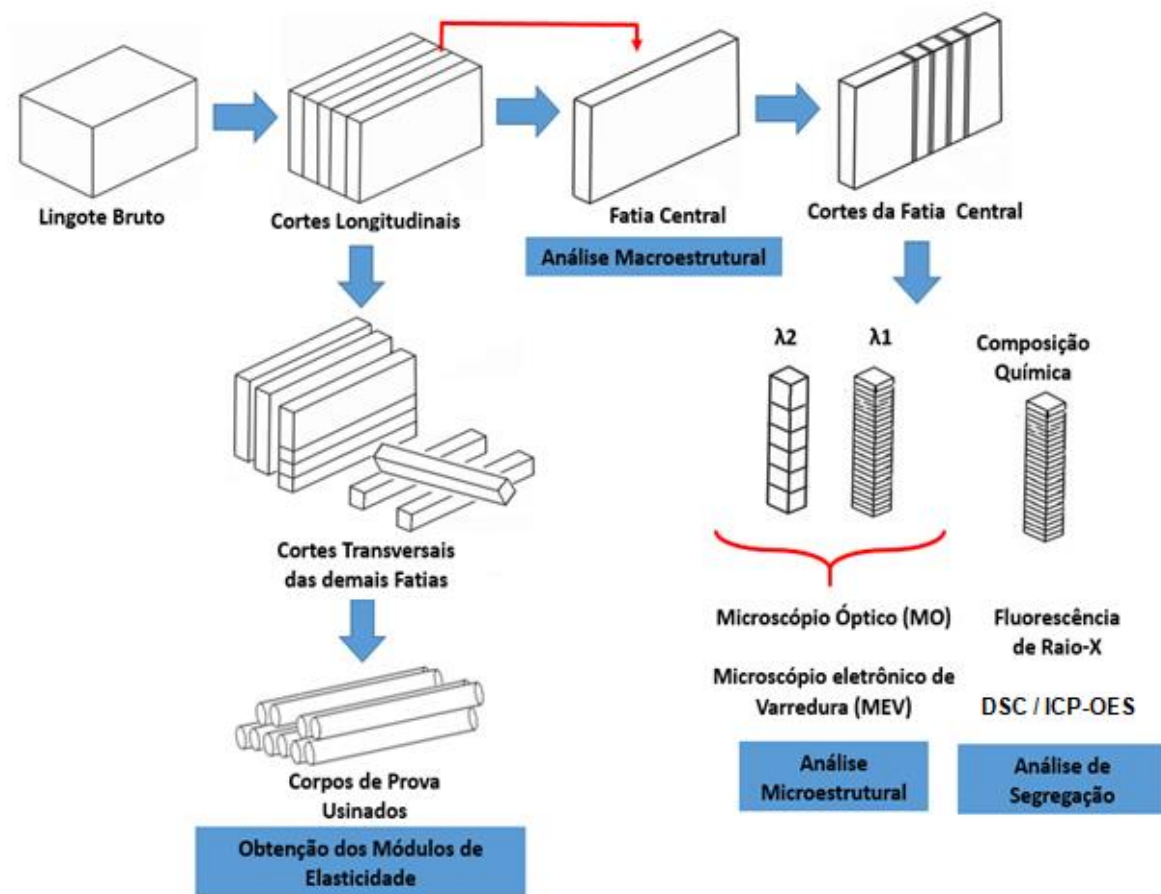 Lingote Bruto
Cortes Longitudinais
Fatia Central
Cortes da Fatia Central
Análise Macroestrutural
λ2
λ1
Composição
Química
Cortes Transversais
das demais Fatias
Microscópio Óptico (MO)
Fluorescência
de Raio-X
Microscópio eletrônico de
Varredura (MEV)
DSC / ICP-OES
Corpos de Prova
Usinados
Análise
Microestrutural
Análise de
Segregação
Obtenção dos Módulos de
Elasticidade